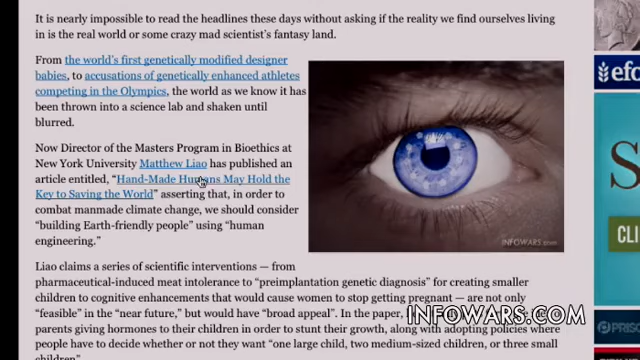 It is nearly impossible to read the headlines these days without asking if the reality we find ourselves living
in is the real world or some crazy mad scientist's fantasy land.
From the world's first genetically modified designer
babies, to accusations of genetically enhanced athletes
competing in the Olympics, the world as we know it has
been thrown into a science lab and shaken until
blurred.
Now Director of the Masters Program in Bioethics at
New York University Matthew Liao has published an
article entitled, "Hand-Made Humans May Hold the
Key to Saving the World" asserting that, in order to
combat manmade climate change, we should consider
"building Earth-friendly people" using "human
engineering."
INFOWARS.com
Liao claims a series of scientific interventions — from
pharmaceutical-induced meat intolerance to "preimplantation genetic diagnosis" for creating smaller
children to cognitive enhancements that would cause women to stop getting pregnant — are not only
"feasible" in the "near future," but would have "broad appeal". In the paper,
parents giving hormones to their children in order to stunt their growth, along with adopting policies where
people have to decide whether or not they want "one large child, two medium-sized children, or three small
children"
INFOWARS.COM
efo
S
CLI
PRIS